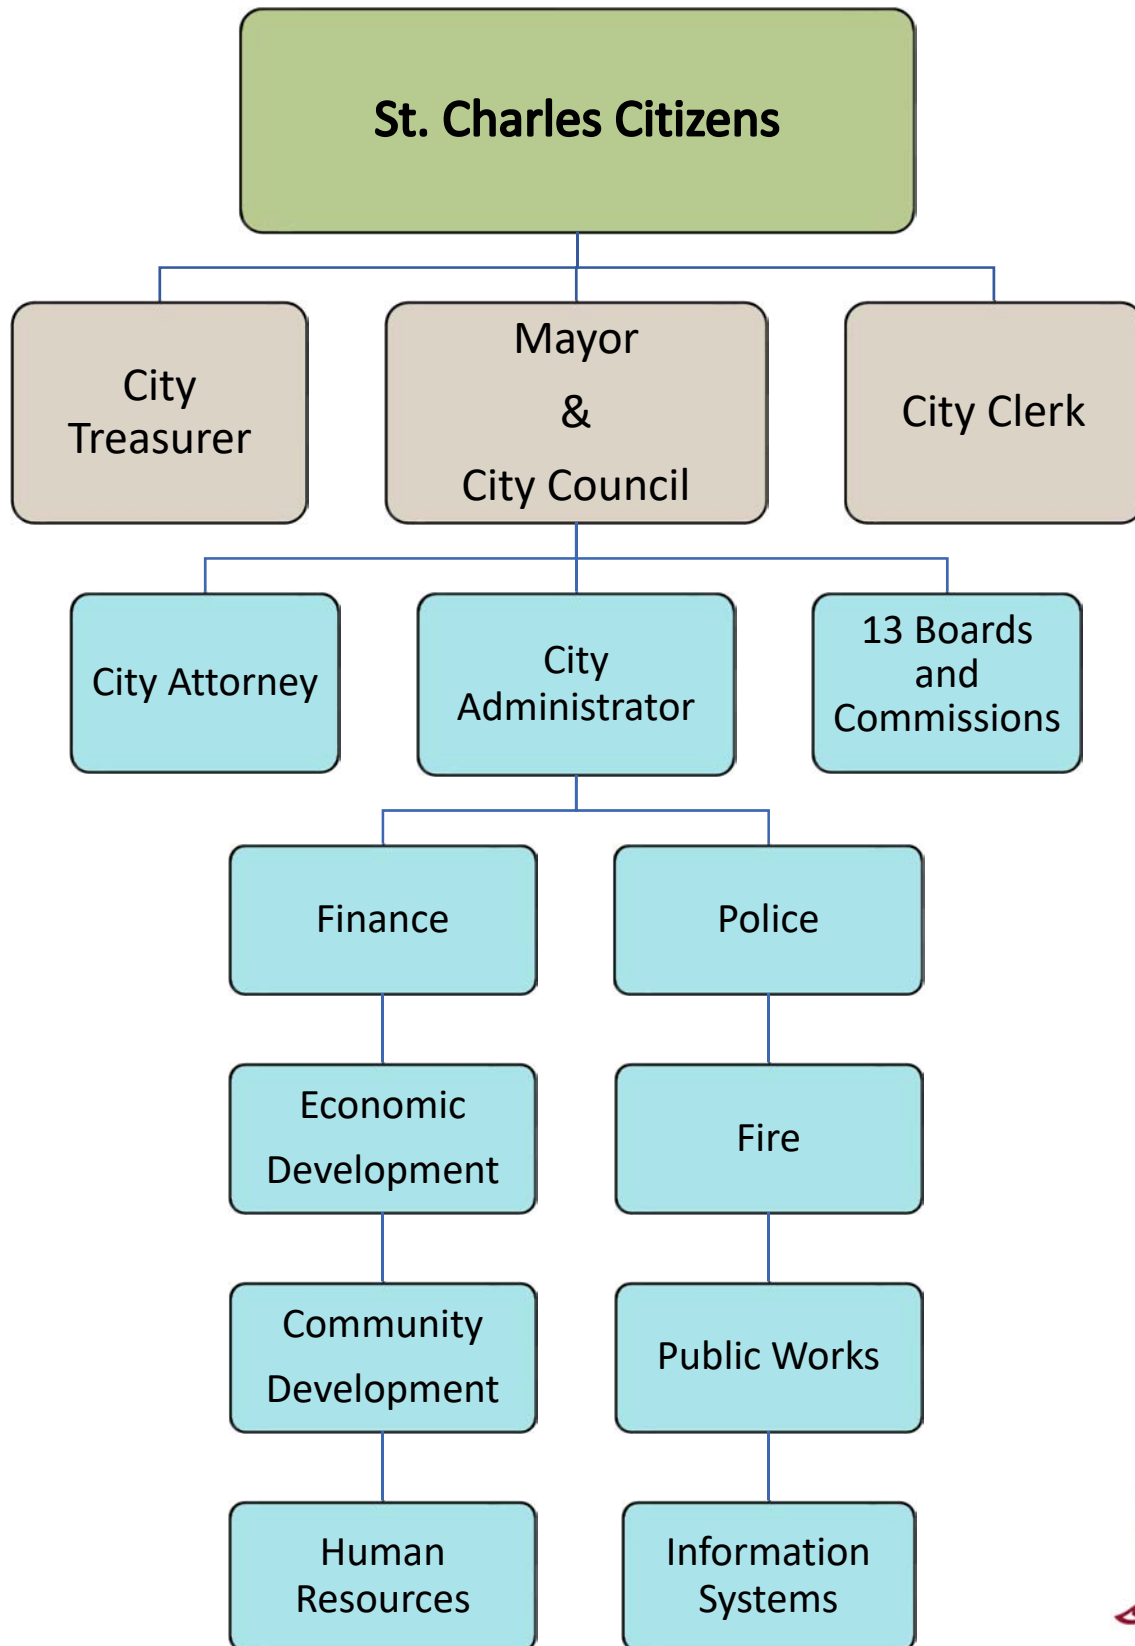 St. Charles Citizens
City
Treasurer
Mayor
&
City Council
City Clerk
City Attorney
City
Administrator
13 Boards
and
Commissions
Finance
Police
Economic
Development
Fire
Community
Development
Public Works
Human
Resources
Information
Systems